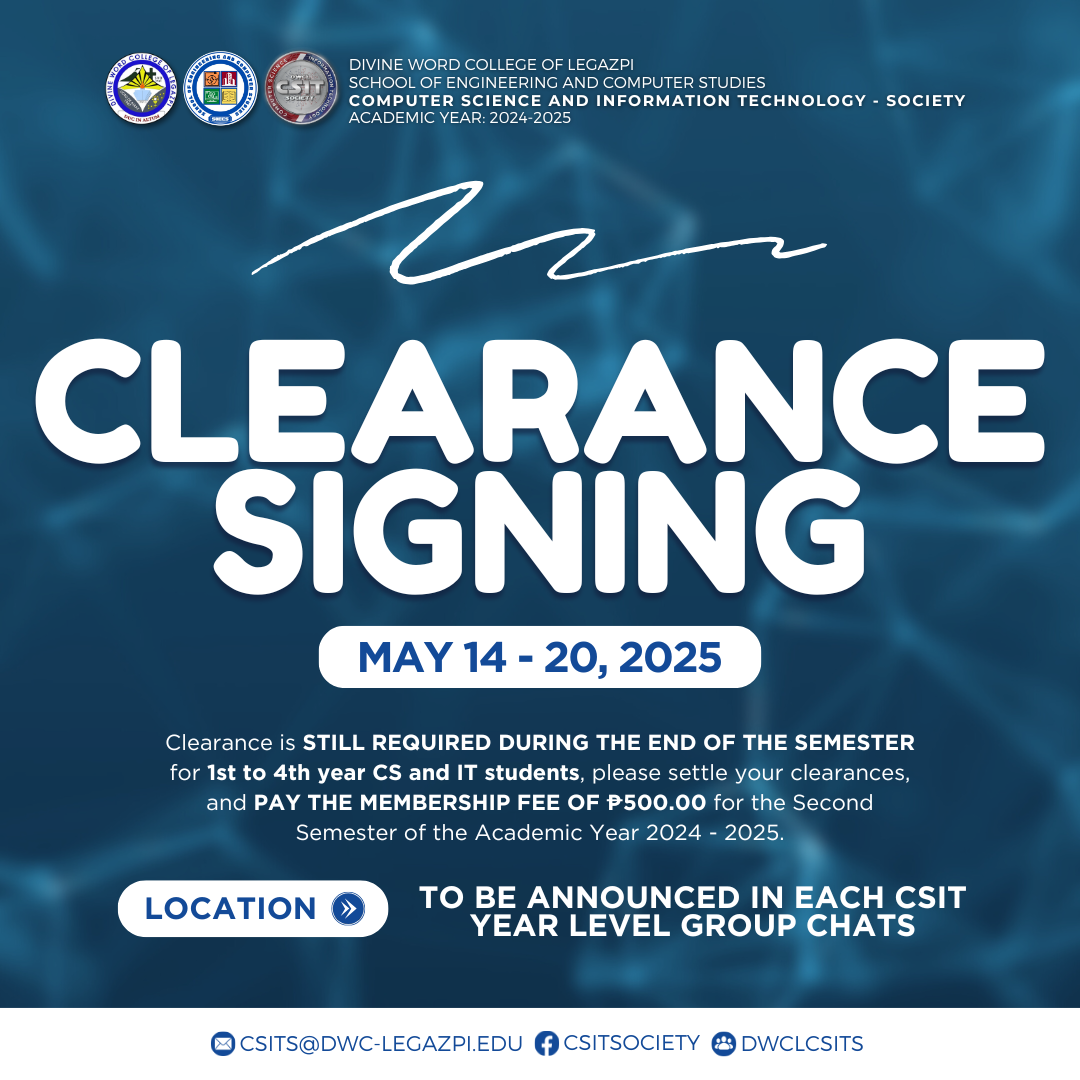 DIVINE WORD COLLEGE OF LEGAZPI
SCHOOL OF ENGINEERING AND COMPUTER STUDIES
COMPUTER SCIENCE AND INFORMATION TECHNOLOGY - SOCIETY
ACADEMIC YEAR: 2024-2025
CLEARANCE
SIGNING
MAY 14 - 20, 2025
Clearance is STILL REQUIRED DURING THE END OF THE SEMESTER
for 1st to 4th year CS and IT students, please settle your clearances,
and PAY THE MEMBERSHIP FEE OF ₱500.00 for the Second
Semester of the Academic Year 2024 - 2025.
LOCATION
TO BE ANNOUNCED IN EACH CSIT
YEAR LEVEL GROUP CHATS
CSITS@DWC-LEGAZPI.EDU CSITSOCIETY DWCLCSITS